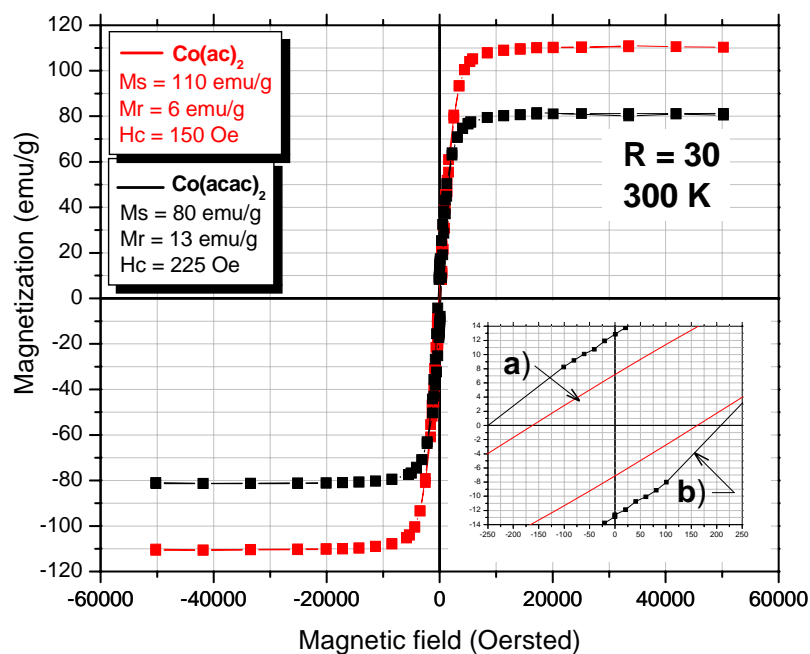 120
100
80
60
40
20
0
-20
-40
-60
-80
-100
-120
Magnetization (emu/g)
Co(ac)₂
Ms = 110 emu/g
Mr = 6 emu/g
Hc = 150 Oe
Co(acac)₂
Ms = 80 emu/g
Mr = 13 emu/g
Hc = 225 Oe
R = 30
300 K
14
12
10
8
6
4
2
0
-2
-4
-6
-8
-10
-12
-14
a)
b)
-250 -200 -150 -100 -50 0 50 100 150 200 250
-60000 -40000 -20000 0 20000 40000 60000
Magnetic field (Oersted)